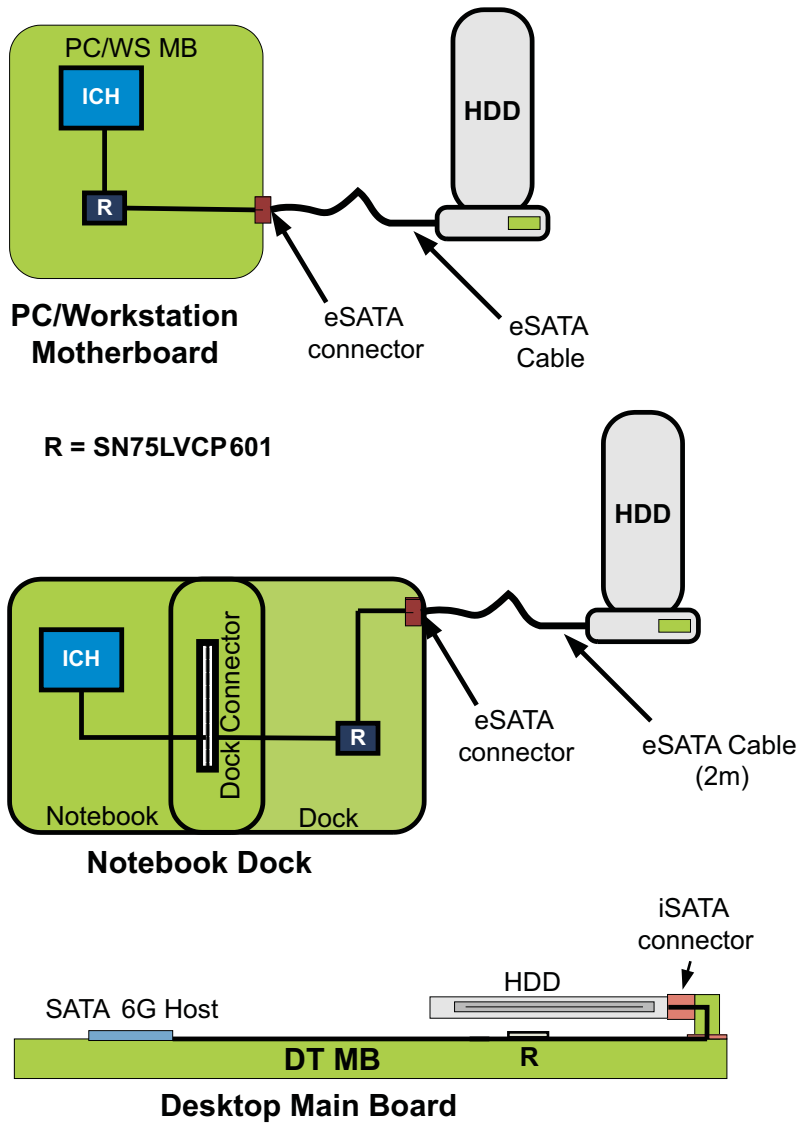 PC/WS MB
ICH
R
HDD
PC/Workstation
Motherboard
eSATA
connector
eSATA
Cable
R = SN75LVCP601
HDD
ICH
Dock Connector
R
Notebook
Dock
eSATA
connector
eSATA Cable
(2m)
Notebook Dock
iSATA
connector
HDD
SATA 6G Host
DT MB
R
Desktop Main Board